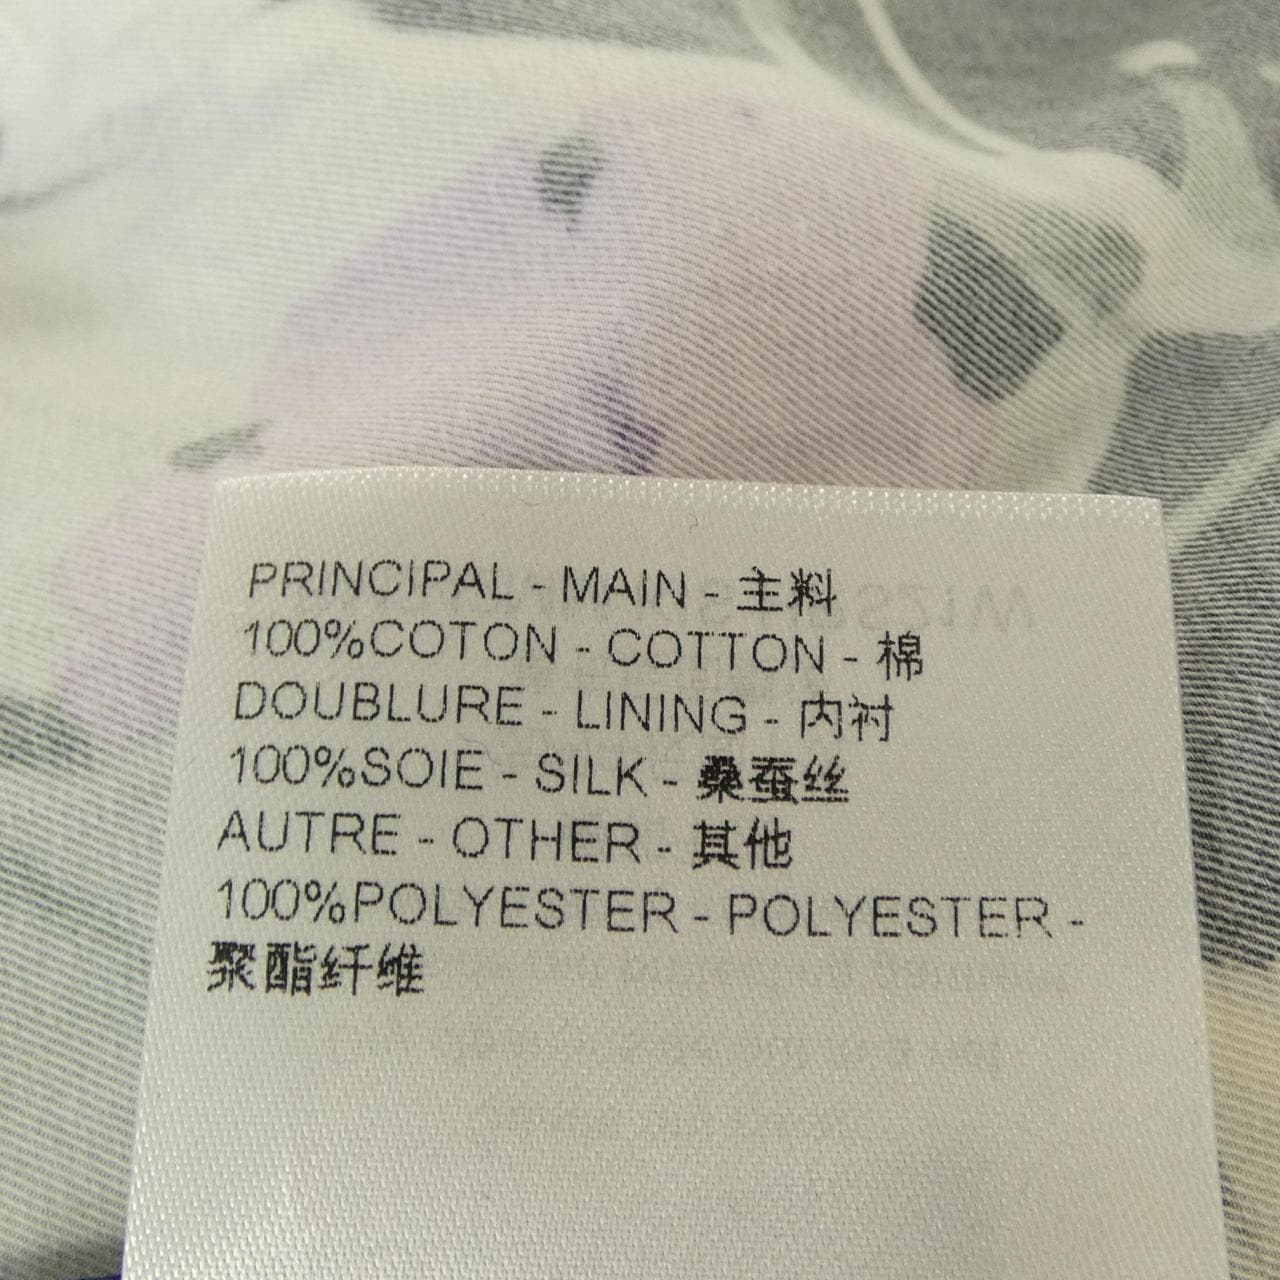 PRINCIPAL - MAIN - 主料
100%COTON - COTTON - 棉
DOUBLURE - LINING - 内衬
100%SOIE - SILK - 桑蚕丝
AUTRE - OTHER - 其他
100%POLYESTER - POLYESTER -
聚酯纤维